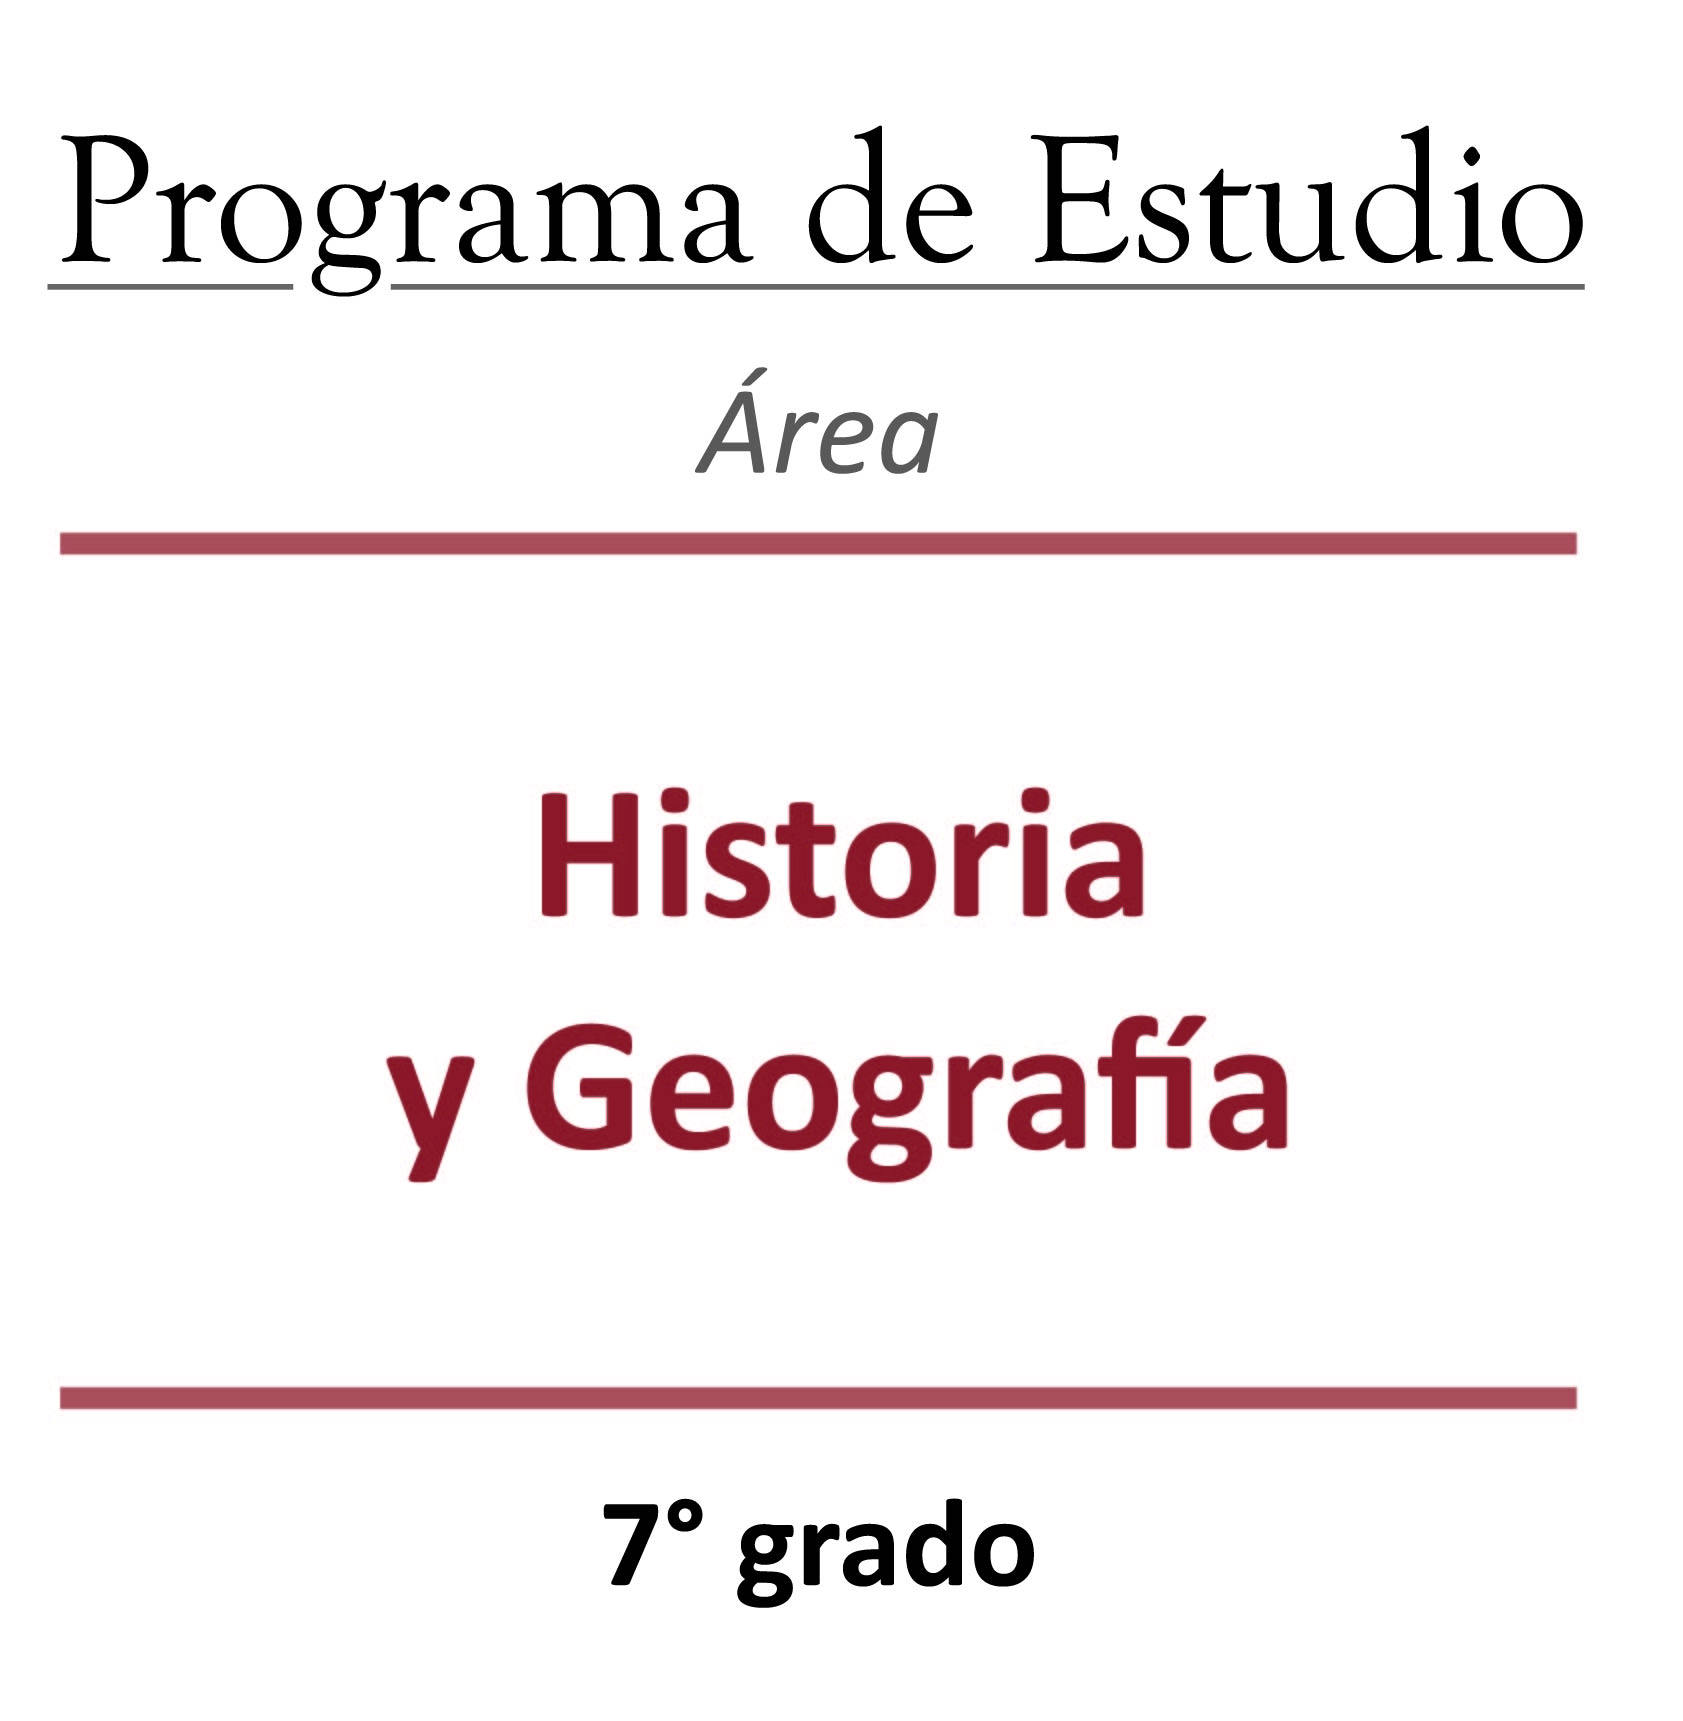 Programa de Estudio
Área
Historia
y Geografía
7° grado